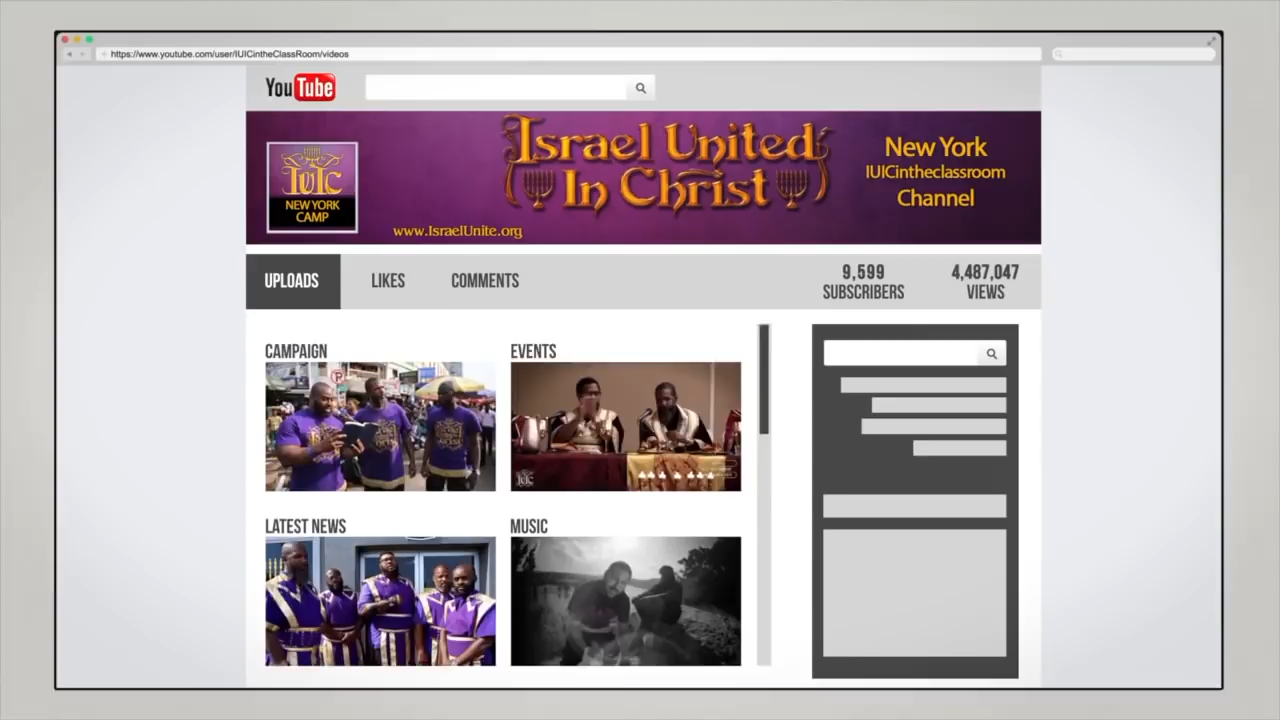 https://www.youtube.com/user/IUICintheClassRoom/videos
YouTube
IUIC
NEW YORK
CAMP
www.IsraelUnite.org
Israel United
In Christ
New York
IUICintheclassroom
Channel
UPLOADS
LIKES
COMMENTS
9,599
SUBSCRIBERS
4,487,047
VIEWS
CAMPAIGN
EVENTS
P
IUIC
LATEST NEWS
MUSIC